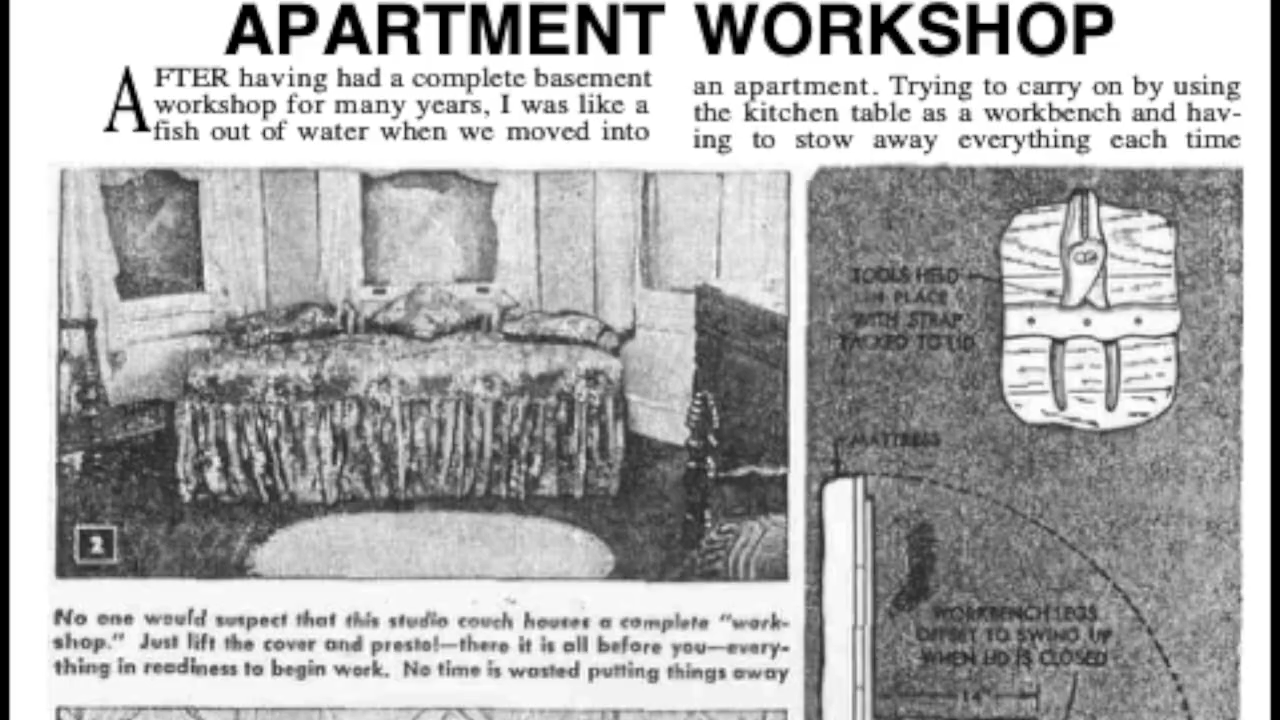 APARTMENT WORKSHOP
AFTER having had a complete basement
workshop for many years, I was like a
fish out of water when we moved into
an apartment. Trying to carry on by using
the kitchen table as a workbench and hav-
ing to stow away everything each time
2
No one would suspect that this studio couch houses a complete "work-
shop." Just lift the cover and presto!—there it is all before you—every-
thing in readiness to begin work. No time is wasted putting things away
TOOLS HELD
IN PLACE
WITH STRAP
TACKED TO LID
MATTRESS
WORKBENCH LEGS
OFFSET TO SWING UP
WHEN LID IS CLOSED
14"